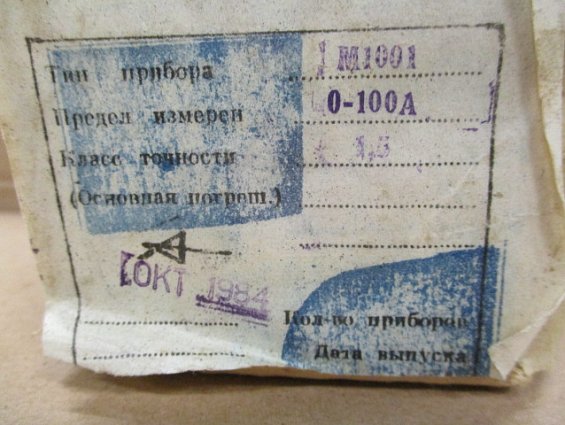 Тип прибора М1001
Предел измерен 0-100А
Класс точности 1,5
(Основная погреш.)
ОКТ 1984
Кол-во приборов
Дата выпуска